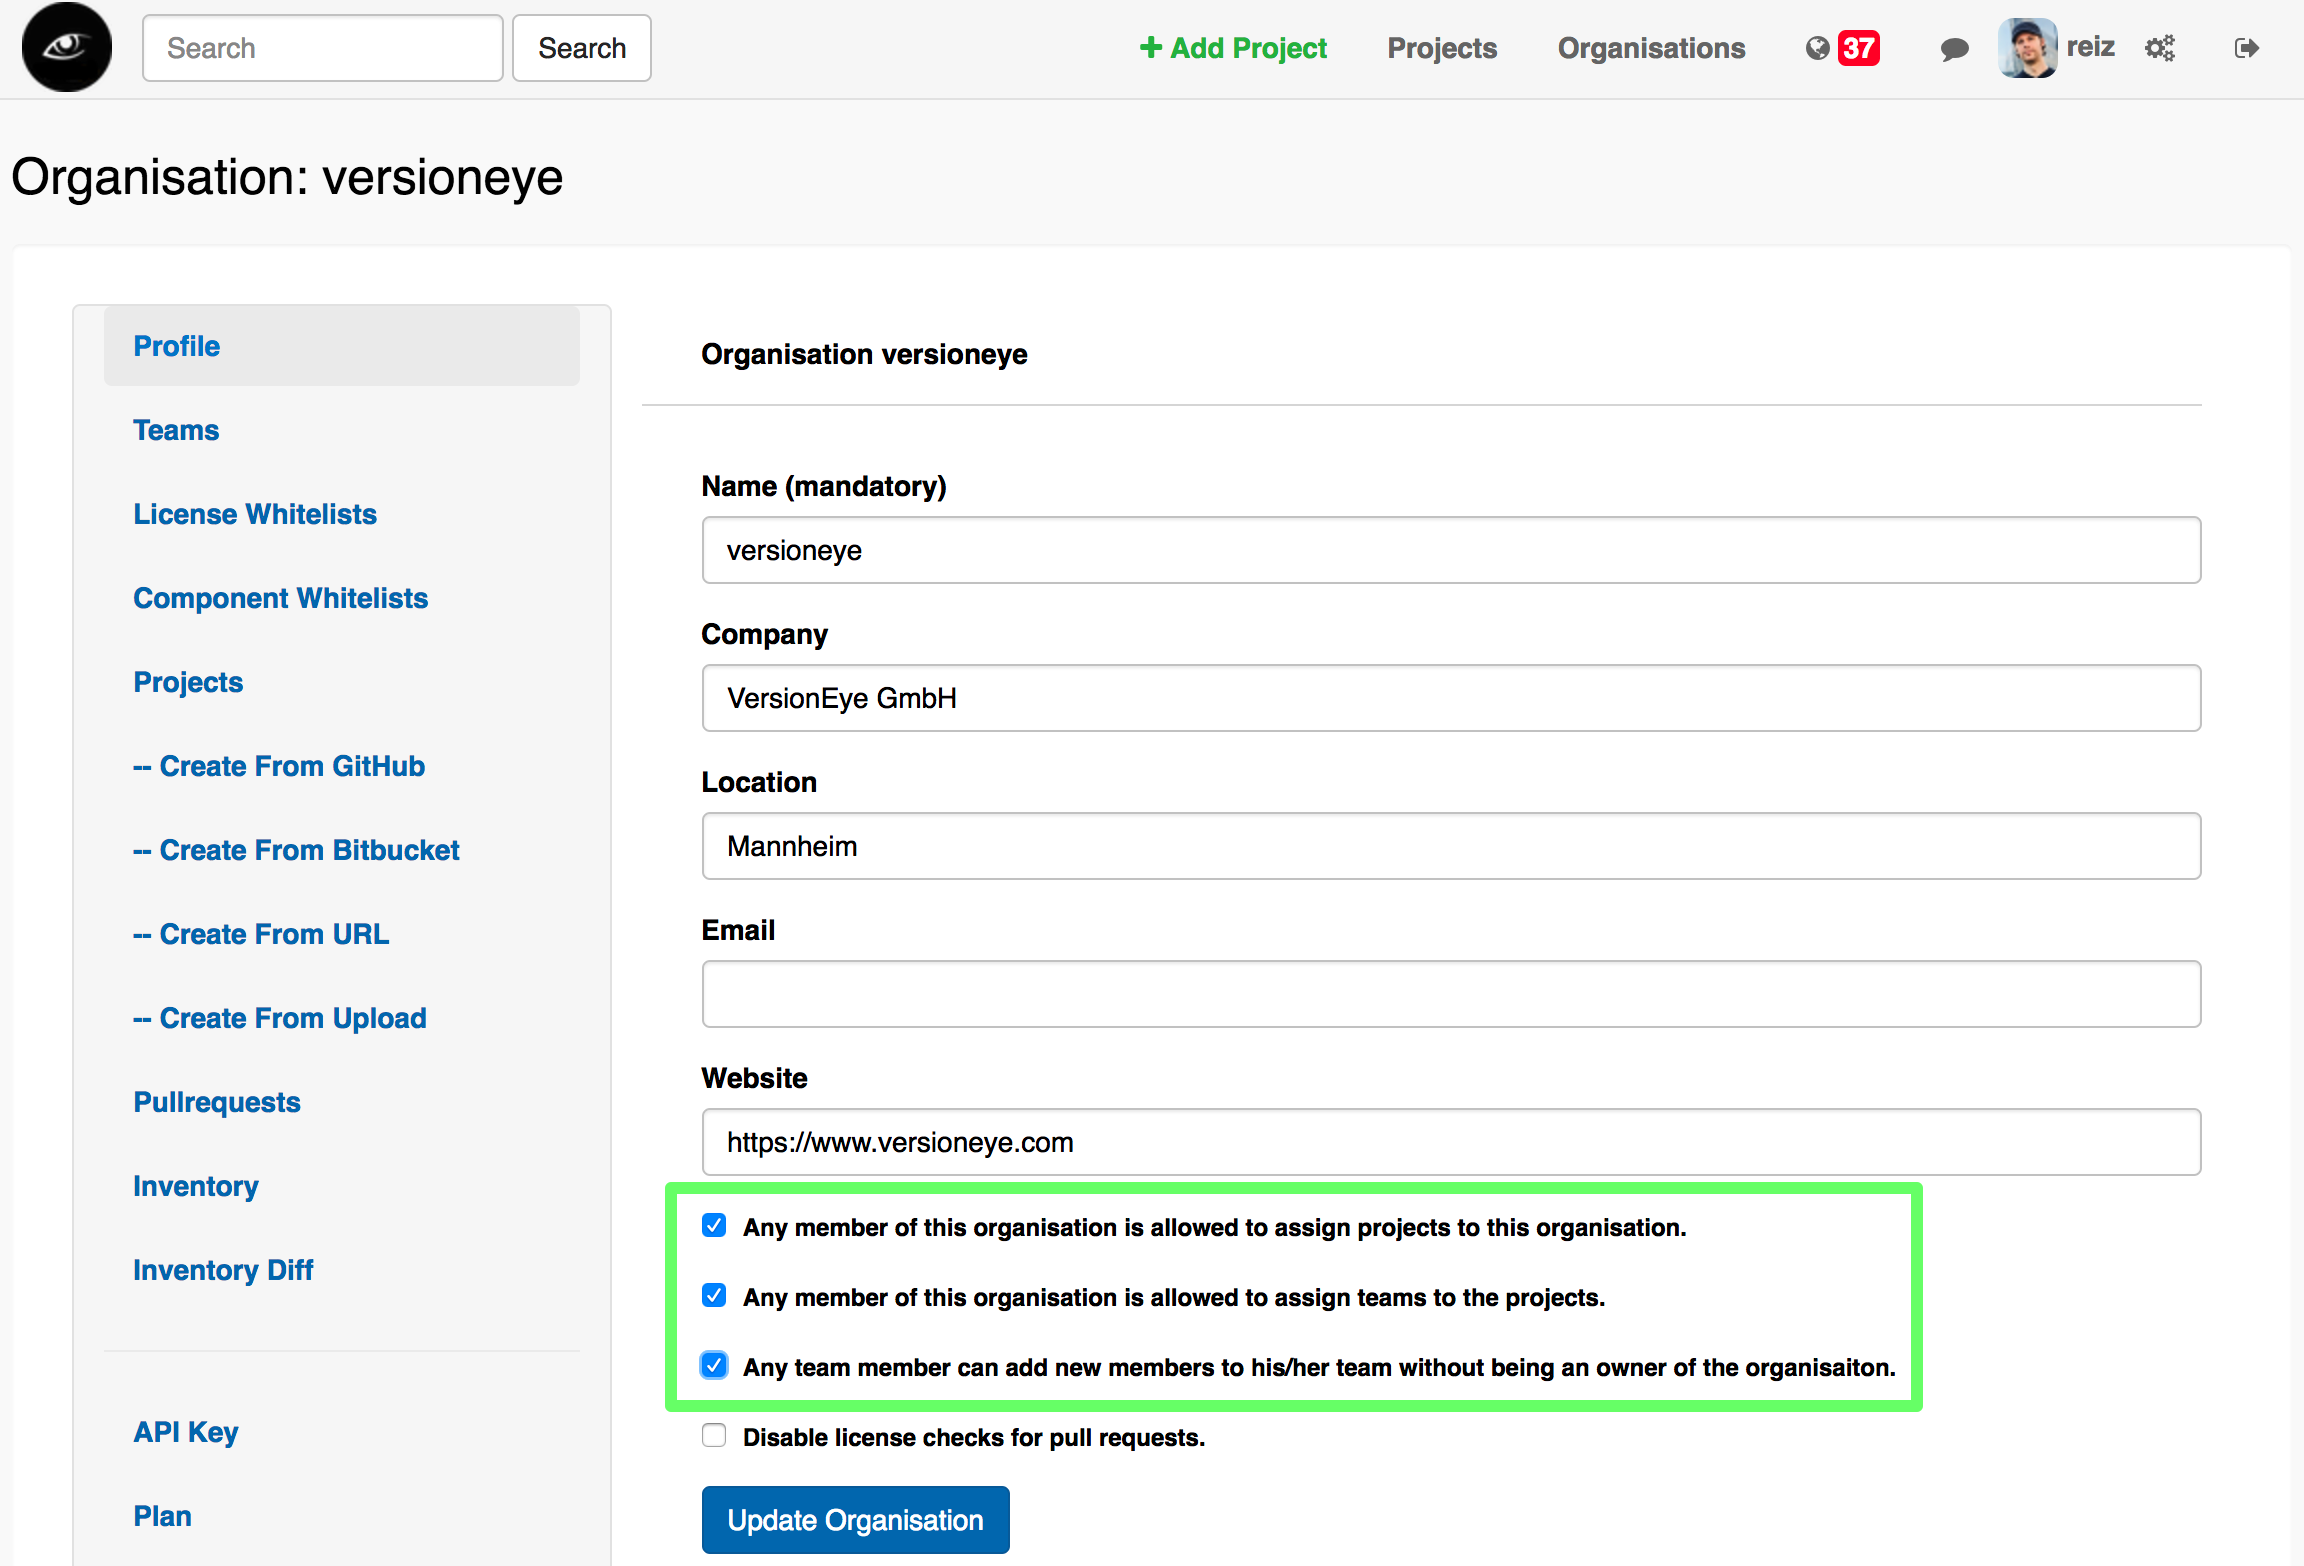 Search
Search
Add Project
Projects
Organisations
37
reiz
Organisation: versioneye
Profile
Teams
License Whitelists
Component Whitelists
Projects
-- Create From GitHub
-- Create From Bitbucket
-- Create From URL
-- Create From Upload
Pullrequests
Inventory
Inventory Diff
API Key
Plan
Organisation versioneye
Name (mandatory)
versioneye
Company
VersionEye GmbH
Location
Mannheim
Email
Website
https://www.versioneye.com
Any member of this organisation is allowed to assign projects to this organisation.
Any member of this organisation is allowed to assign teams to the projects.
Any team member can add new members to his/her team without being an owner of the organisaiton.
Disable license checks for pull requests.
Update Organisation